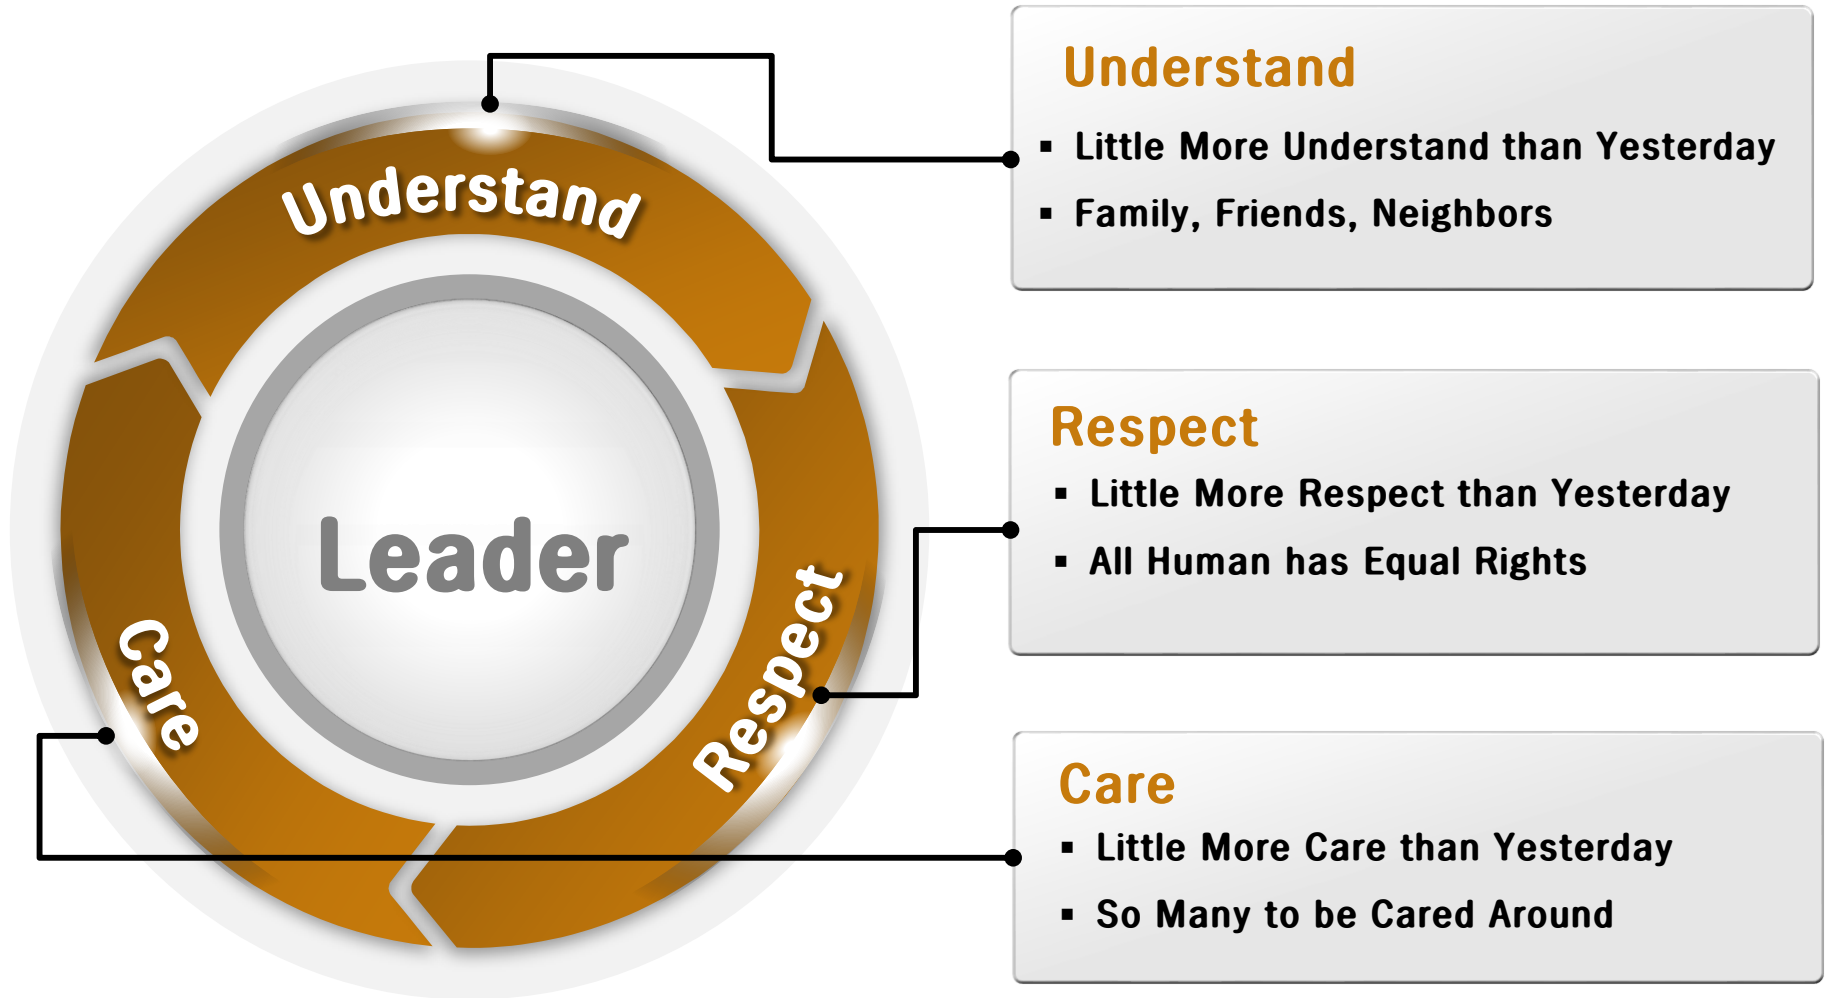 Understand
Respect
Care
Leader
Understand
▪ Little More Understand than Yesterday
▪ Family, Friends, Neighbors
Respect
▪ Little More Respect than Yesterday
▪ All Human has Equal Rights
Care
▪ Little More Care than Yesterday
▪ So Many to be Cared Around